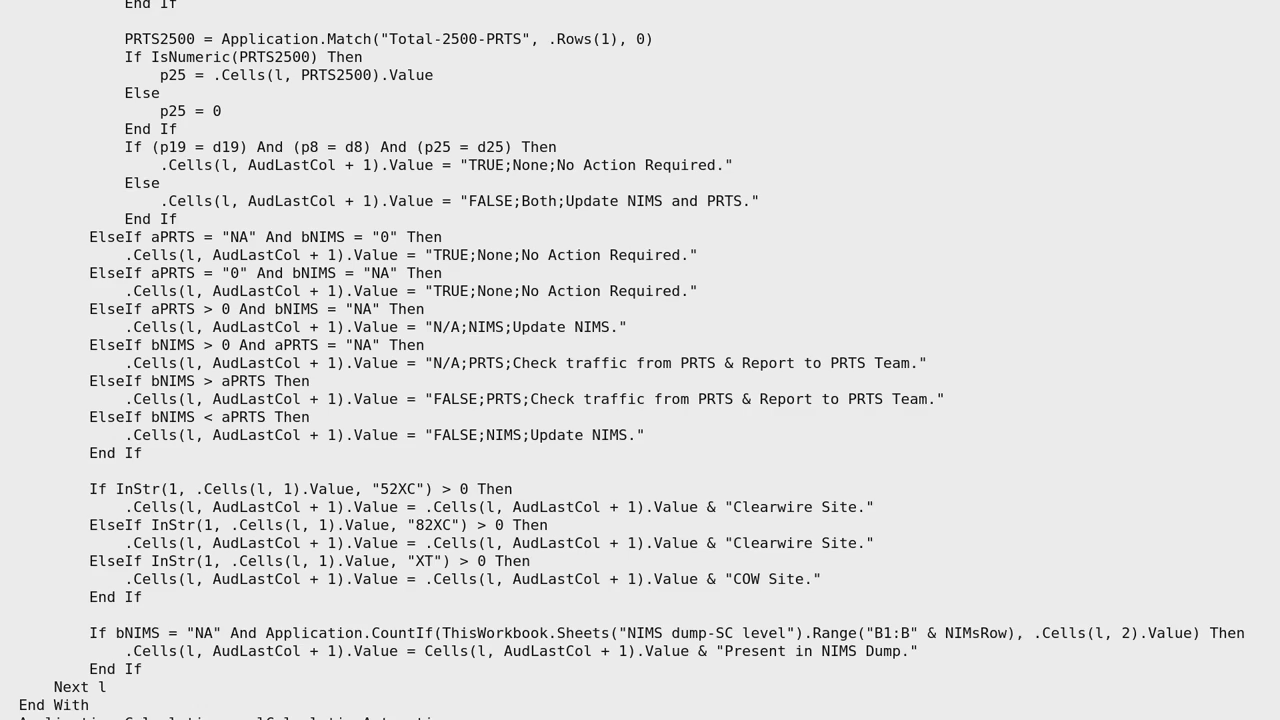 End If
PRTS2500 = Application.Match("Total-2500-PRTS", .Rows(1), 0)
If IsNumeric(PRTS2500) Then
p25 = .Cells(l, PRTS2500).Value
Else
p25 = 0
End If
If (p19 = d19) And (p8 = d8) And (p25 = d25) Then
.Cells(l, AudLastCol + 1).Value = "TRUE;None;No Action Required."
Else
.Cells(l, AudLastCol + 1).Value = "FALSE;Both;Update NIMS and PRTS."
End If
ElseIf aPRTS = "NA" And bNIMS = "0" Then
.Cells(l, AudLastCol + 1).Value = "TRUE;None;No Action Required."
ElseIf aPRTS = "0" And bNIMS = "NA" Then
.Cells(l, AudLastCol + 1).Value = "TRUE;None;No Action Required."
ElseIf aPRTS > 0 And bNIMS = "NA" Then
.Cells(l, AudLastCol + 1).Value = "N/A;NIMS;Update NIMS."
ElseIf bNIMS > 0 And aPRTS = "NA" Then
.Cells(l, AudLastCol + 1).Value = "N/A;PRTS;Check traffic from PRTS & Report to PRTS Team."
ElseIf bNIMS > aPRTS Then
.Cells(l, AudLastCol + 1).Value = "FALSE;PRTS;Check traffic from PRTS & Report to PRTS Team."
ElseIf bNIMS < aPRTS Then
.Cells(l, AudLastCol + 1).Value = "FALSE;NIMS;Update NIMS."
End If
If InStr(1, .Cells(l, 1).Value, "52XC") > 0 Then
.Cells(l, AudLastCol + 1).Value = .Cells(l, AudLastCol + 1).Value & "Clearwire Site."
ElseIf InStr(1, .Cells(l, 1).Value, "82XC") > 0 Then
.Cells(l, AudLastCol + 1).Value = .Cells(l, AudLastCol + 1).Value & "Clearwire Site."
ElseIf InStr(1, .Cells(l, 1).Value, "XT") > 0 Then
.Cells(l, AudLastCol + 1).Value = .Cells(l, AudLastCol + 1).Value & "COW Site."
End If
If bNIMS = "NA" And Application.CountIf(ThisWorkbook.Sheets("NIMS dump-SC level").Range("B1:B" & NIMsRow), .Cells(l, 2).Value) Then
.Cells(l, AudLastCol + 1).Value = Cells(l, AudLastCol + 1).Value & "Present in NIMS Dump."
End If
Next l
End With